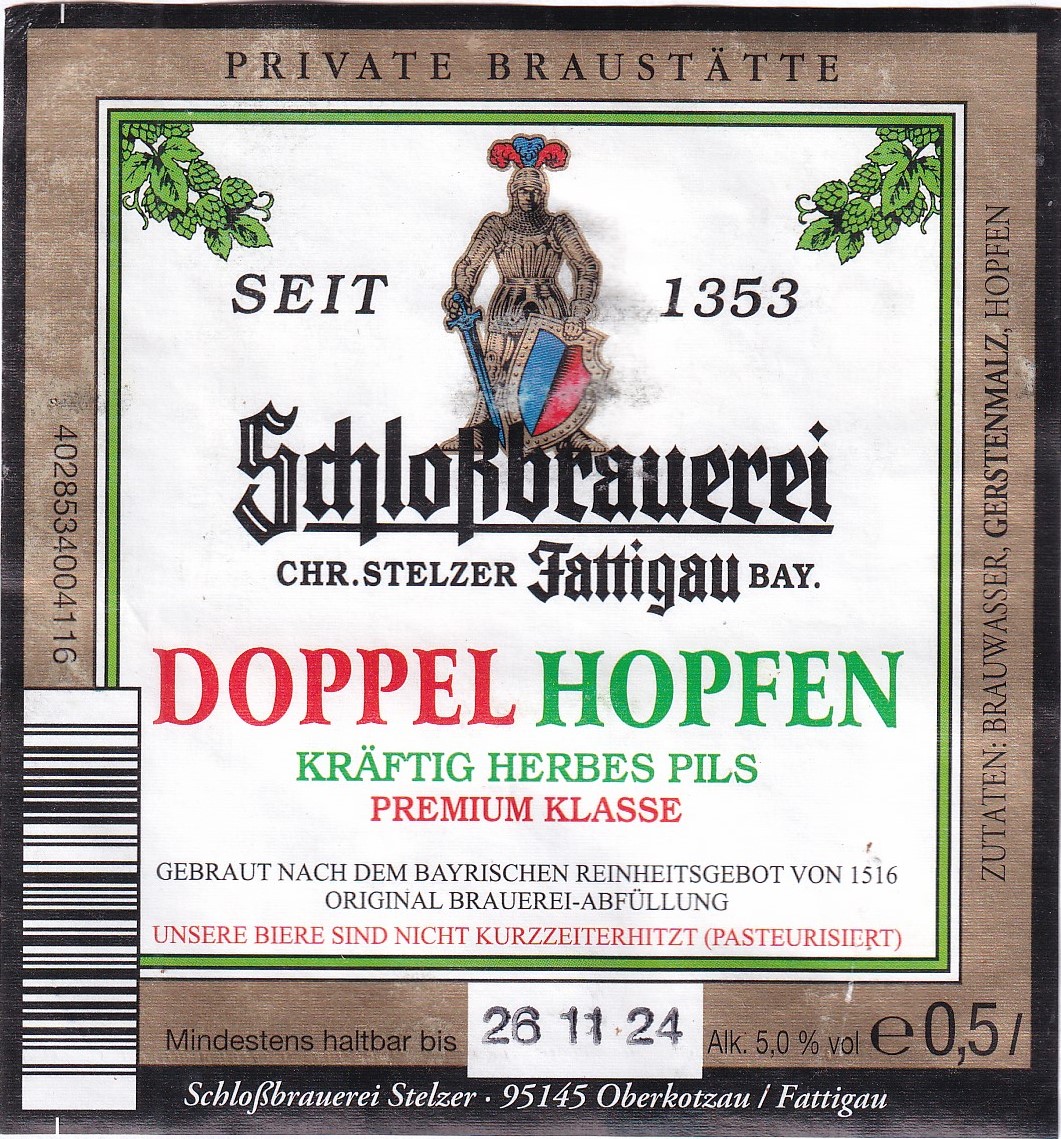 PRIVATE BRAUSTÄTTE
SEIT 1353
Schloßbrauerei
CHR.STELZER Fattigau BAY.
DOPPEL HOPFEN
KRÄFTIG HERBES PILS
PREMIUM KLASSE
GEBRAUT NACH DEM BAYRISCHEN REINHEITSGEBOT VON 1516
ORIGINAL BRAUEREI-ABFÜLLUNG
UNSERE BIERE SIND NICHT KURZZEITERHITZT (PASTEURISIERT)
4028534004116
ZUTATEN: BRAUWASSER, GERSTENMALZ, HOPFEN
Mindestens haltbar bis 26 11 24 Alk. 5,0 % vol ℮ 0,5 l
Schloßbrauerei Stelzer · 95145 Oberkotzau / Fattigau